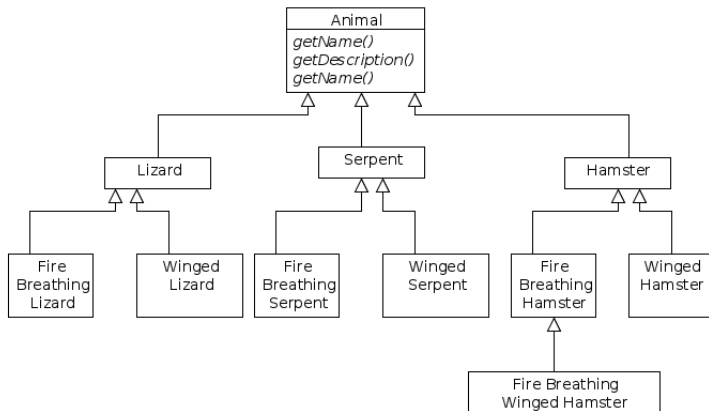 Animal
getName()
getDescription()
getName()
Lizard
Serpent
Hamster
Fire
Breathing
Lizard
Winged
Lizard
Fire
Breathing
Serpent
Winged
Serpent
Fire
Breathing
Hamster
Winged
Hamster
Fire Breathing
Winged Hamster